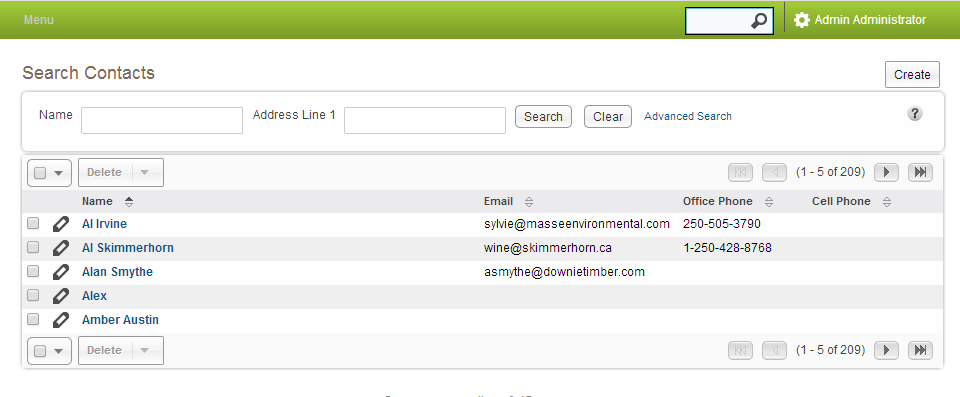 Menu
Admin Administrator
Search Contacts
Create
Name Address Line 1 Search Clear Advanced Search ?
Delete (1 - 5 of 209)
Name Email Office Phone Cell Phone
Al Irvine sylvie@masseenvironmental.com 250-505-3790
Al Skimmerhorn wine@skimmerhorn.ca 1-250-428-8768
Alan Smythe asmythe@downietimber.com
Alex
Amber Austin
Delete (1 - 5 of 209)